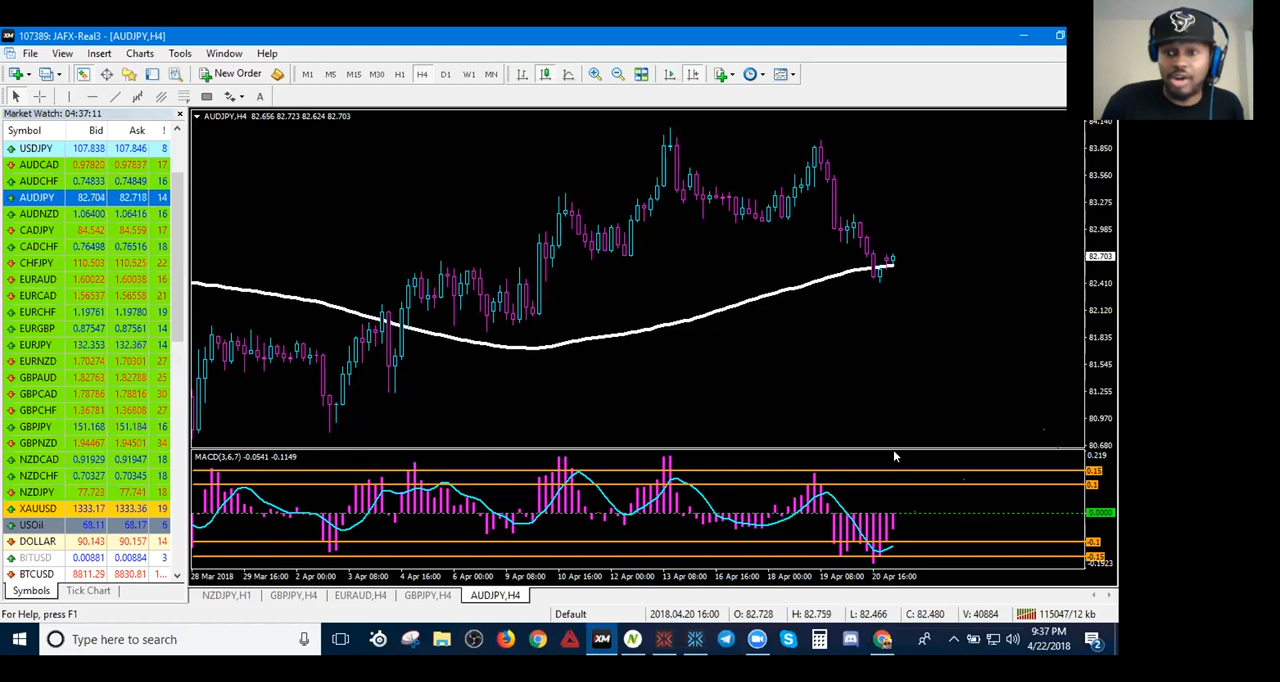 107389: JAFX-Real3 - [AUDJPY,H4]
File View Insert Charts Tools Window Help
New Order M1 M5 M15 M30 H1 H4 D1 W1 MN
A
Market Watch: 04:37:11
Symbol Bid Ask !
USDJPY 107.838 107.846 8
AUDCAD 0.97820 0.97837 17
AUDCHF 0.74833 0.74849 16
AUDJPY 82.704 82.718 14
AUDNZD 1.06400 1.06416 16
CADJPY 84.542 84.559 17
CADCHF 0.76498 0.76516 18
CHFJPY 110.503 110.525 22
EURAUD 1.60022 1.60038 16
EURCAD 1.56537 1.56558 21
EURCHF 1.19761 1.19780 19
EURGBP 0.87547 0.87561 14
EURJPY 132.353 132.367 14
EURNZD 1.70274 1.70301 27
GBPAUD 1.82763 1.82788 25
GBPCAD 1.78786 1.78816 30
GBPCHF 1.36781 1.36808 27
GBPJPY 151.168 151.184 16
GBPNZD 1.94467 1.94501 34
NZDCAD 0.91929 0.91947 18
NZDCHF 0.70327 0.70345 18
NZDJPY 77.723 77.741 18
XAUUSD 1333.17 1333.36 19
USOil 68.11 68.17 6
DOLLAR 90.143 90.157 14
BITUSD 0.00881 0.00884 3
BTCUSD 8811.29 8830.81 1...
Symbols Tick Chart
AUDJPY,H4 82.656 82.723 82.624 82.703
84.140
83.850
83.560
83.275
82.985
82.703
82.410
82.120
81.835
81.545
81.255
80.970
80.680
MACD(3,6,7) -0.0541 -0.1149
0.219
0.15
0.1
0.0000
-0.1
-0.15
-0.1923
28 Mar 2018 29 Mar 16:00 2 Apr 00:00 3 Apr 08:00 4 Apr 16:00 6 Apr 00:00 9 Apr 08:00 10 Apr 16:00 12 Apr 00:00 13 Apr 08:00 16 Apr 16:00 18 Apr 00:00 19 Apr 08:00 20 Apr 16:00
NZDJPY,H1 GBPJPY,H4 EURAUD,H4 GBPJPY,H4 AUDJPY,H4
For Help, press F1 Default 2018.04.20 16:00 O: 82.728 H: 82.759 L: 82.466 C: 82.480 V: 40884 115047/12 kb
Type here to search
XM
N
9:37 PM
4/22/2018
2